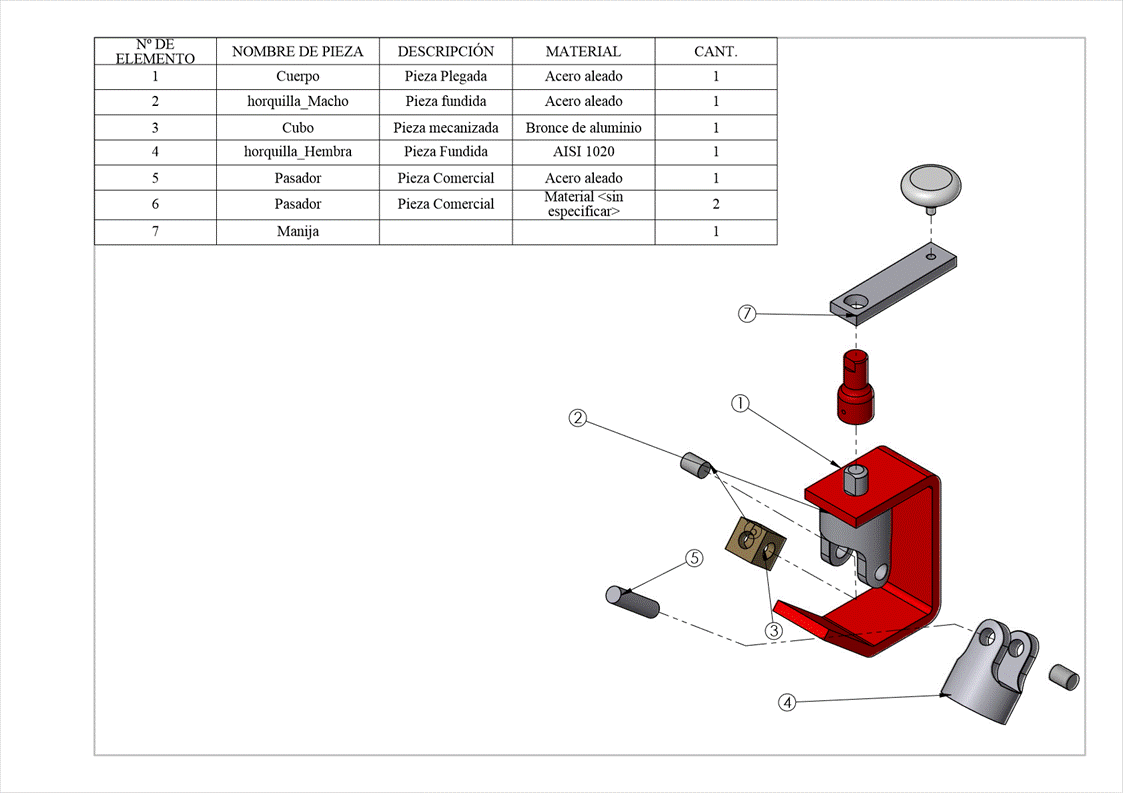 Nº DE
ELEMENTO NOMBRE DE PIEZA DESCRIPCIÓN MATERIAL CANT.
1 Cuerpo Pieza Plegada Acero aleado 1
2 horquilla_Macho Pieza fundida Acero aleado 1
3 Cubo Pieza mecanizada Bronce de aluminio 1
4 horquilla_Hembra Pieza Fundida AISI 1020 1
5 Pasador Pieza Comercial Acero aleado 1
6 Pasador Pieza Comercial Material <sin
especificar> 2
7 Manija 1
7
1
2
6
5
3
4